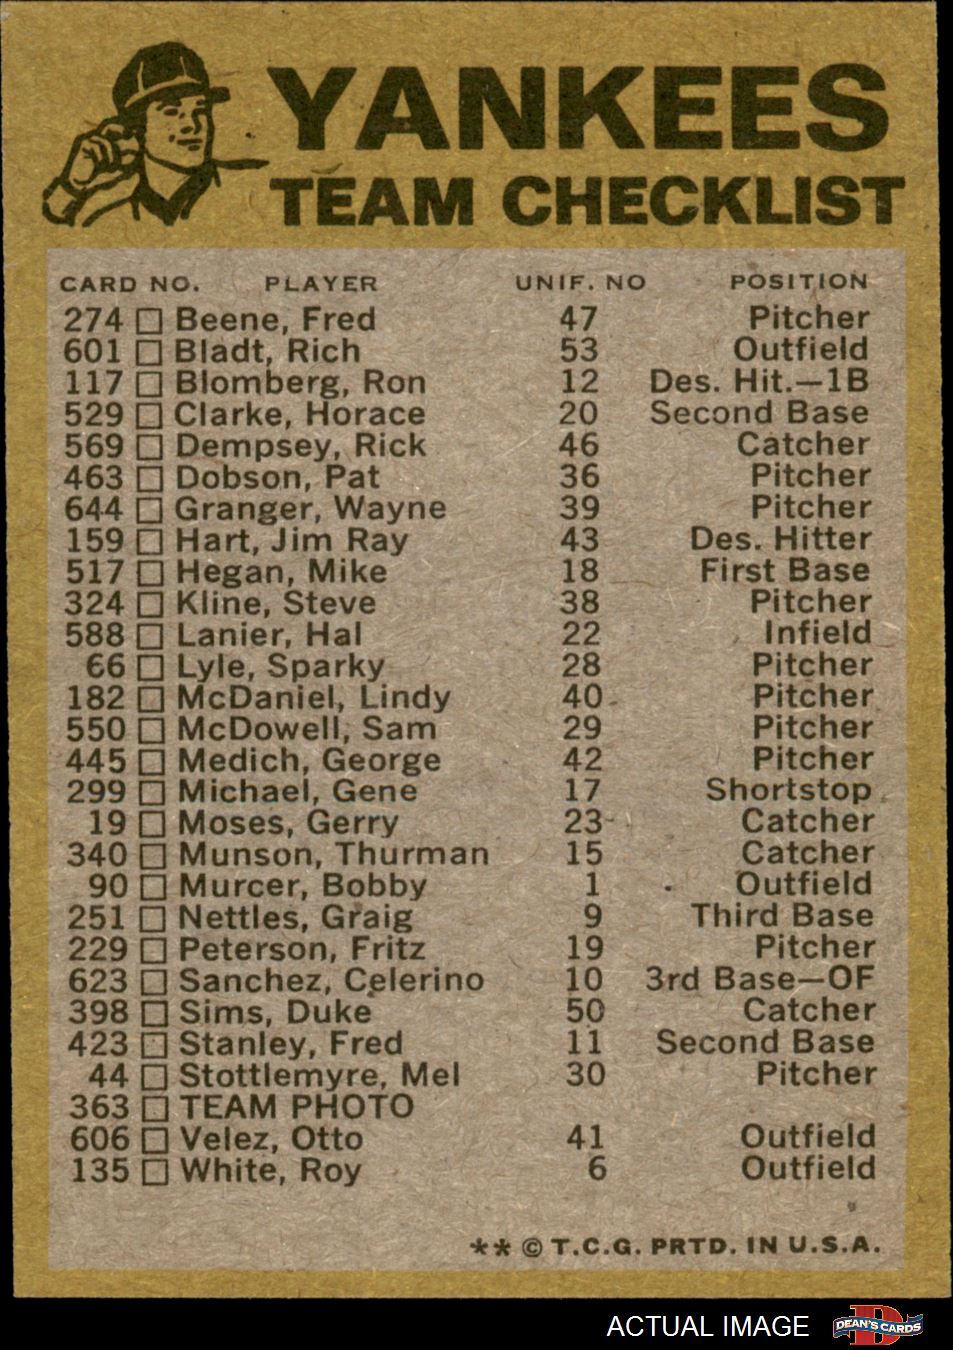 YANKEES
TEAM CHECKLIST
CARD NO. PLAYER UNIF. NO POSITION
274 Beene, Fred 47 Pitcher
601 Bladt, Rich 53 Outfield
117 Blomberg, Ron 12 Des. Hit.—1B
529 Clarke, Horace 20 Second Base
569 Dempsey, Rick 46 Catcher
463 Dobson, Pat 36 Pitcher
644 Granger, Wayne 39 Pitcher
159 Hart, Jim Ray 43 Des. Hitter
517 Hegan, Mike 18 First Base
324 Kline, Steve 38 Pitcher
588 Lanier, Hal 22 Infield
66 Lyle, Sparky 28 Pitcher
182 McDaniel, Lindy 40 Pitcher
550 McDowell, Sam 29 Pitcher
445 Medich, George 42 Pitcher
299 Michael, Gene 17 Shortstop
19 Moses, Gerry 23 Catcher
340 Munson, Thurman 15 Catcher
90 Murcer, Bobby 1 Outfield
251 Nettles, Graig 9 Third Base
229 Peterson, Fritz 19 Pitcher
623 Sanchez, Celerino 10 3rd Base—OF
398 Sims, Duke 50 Catcher
423 Stanley, Fred 11 Second Base
44 Stottlemyre, Mel 30 Pitcher
363 TEAM PHOTO
606 Velez, Otto 41 Outfield
135 White, Roy 6 Outfield
** © T.C.G. PRTD. IN U.S.A.
ACTUAL IMAGE
D
DEAN'S CARDS